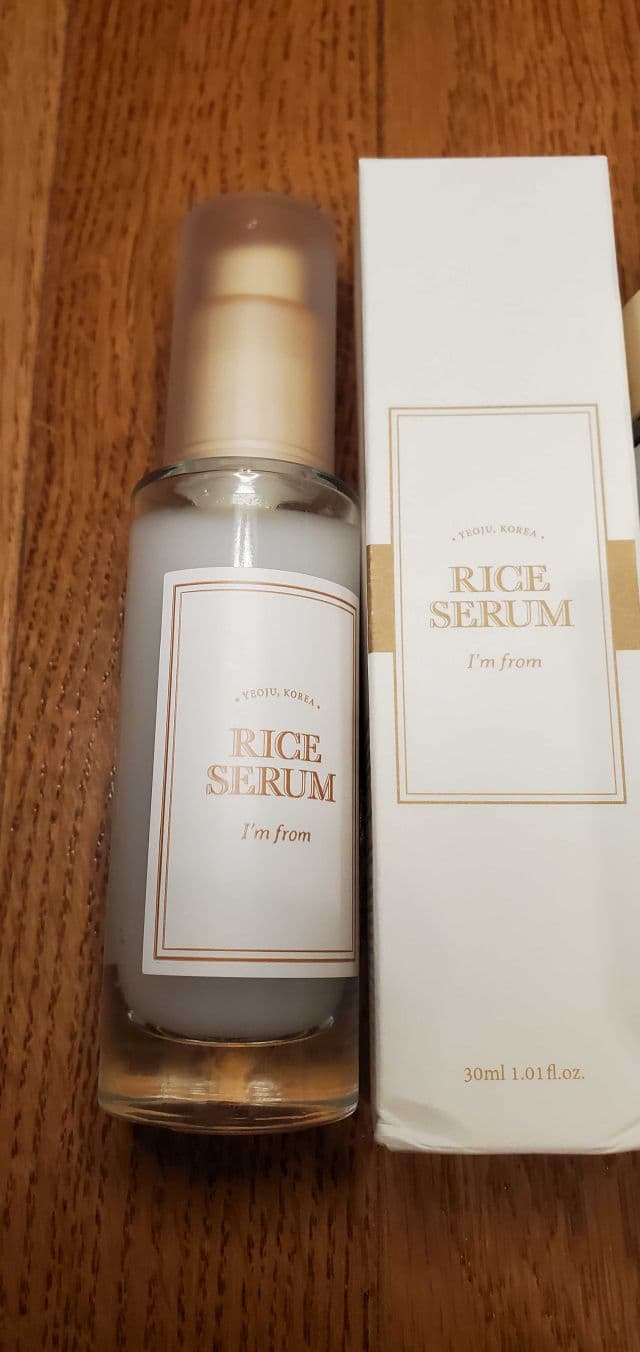 • YEOJU, KOREA •
RICE
SERUM
I'm from
• YEOJU, KOREA •
RICE
SERUM
I'm from
30ml 1.01fl.oz.